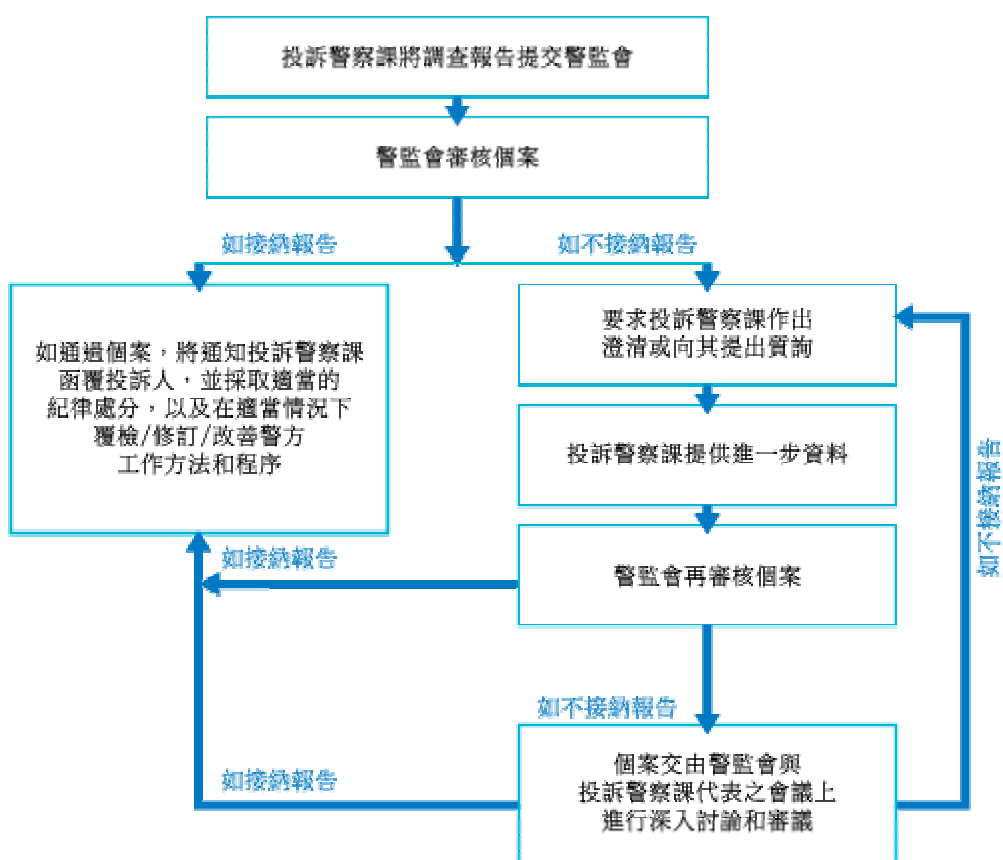 投訴警察課將調查報告提交警監會
警監會審核個案
如接納報告
如不接納報告
如通過個案，將通知投訴警察課
函覆投訴人，並採取適當的
紀律處分，以及在適當情況下
覆檢/修訂/改善警方
工作方法和程序
要求投訴警察課作出
澄清或向其提出質詢
投訴警察課提供進一步資料
如不接納報告
如接納報告
警監會再審核個案
如不接納報告
如接納報告
個案交由警監會與
投訴警察課代表之會議上
進行深入討論和審議